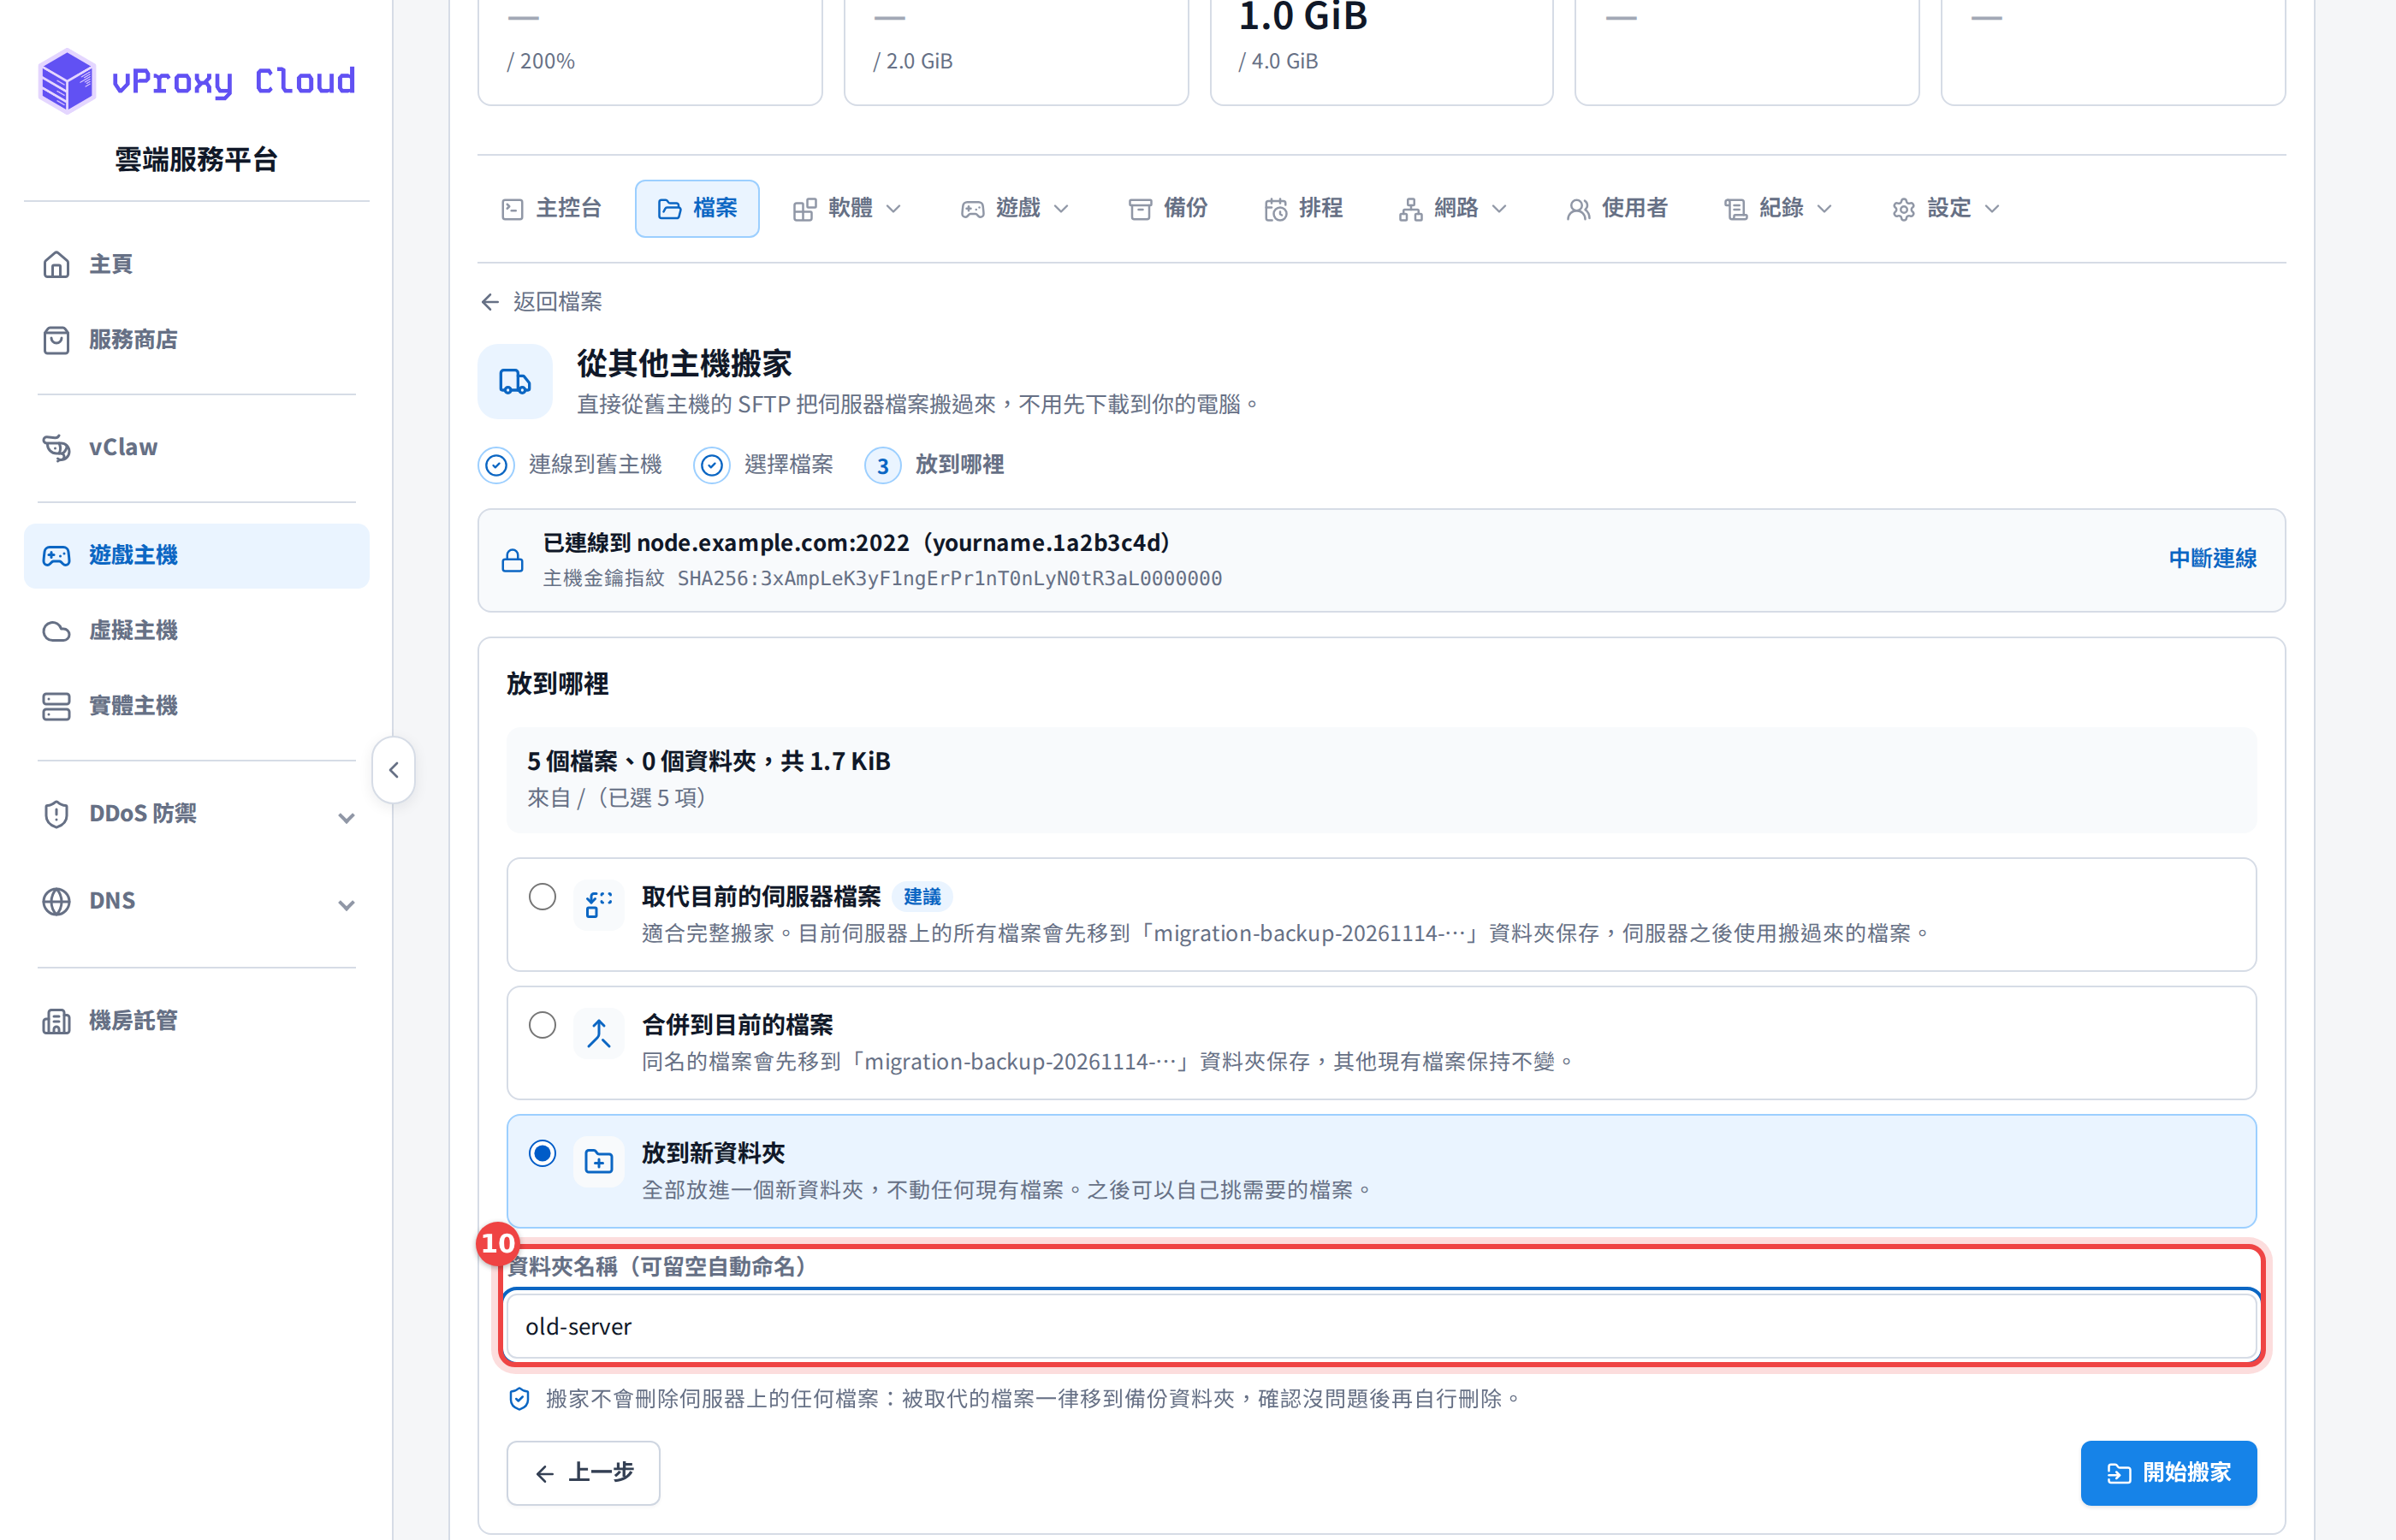 vProxy Cloud
雲端服務平台
主頁
服務商店
vClaw
遊戲主機
虛擬主機
實體主機
DDoS 防禦
DNS
機房託管
—
/ 200%
—
/ 2.0 GiB
1.0 GiB
/ 4.0 GiB
—
—
主控台
檔案
軟體
遊戲
備份
排程
網路
使用者
紀錄
設定
返回檔案
從其他主機搬家
直接從舊主機的 SFTP 把伺服器檔案搬過來，不用先下載到你的電腦。
連線到舊主機
選擇檔案
3 放到哪裡
已連線到 node.example.com:2022（yourname.1a2b3c4d）
主機金鑰指紋 SHA256:3xAmpLeK3yF1ngErPr1nT0nLyN0tR3aL0000000
中斷連線
放到哪裡
5 個檔案、0 個資料夾，共 1.7 KiB
來自 /（已選 5 項）
取代目前的伺服器檔案 建議
適合完整搬家。目前伺服器上的所有檔案會先移到「migration-backup-20261114-…」資料夾保存，伺服器之後使用搬過來的檔案。
合併到目前的檔案
同名的檔案會先移到「migration-backup-20261114-…」資料夾保存，其他現有檔案保持不變。
放到新資料夾
全部放進一個新資料夾，不動任何現有檔案。之後可以自己挑需要的檔案。
10
資料夾名稱（可留空自動命名）
old-server
搬家不會刪除伺服器上的任何檔案：被取代的檔案一律移到備份資料夾，確認沒問題後再自行刪除。
上一步
開始搬家